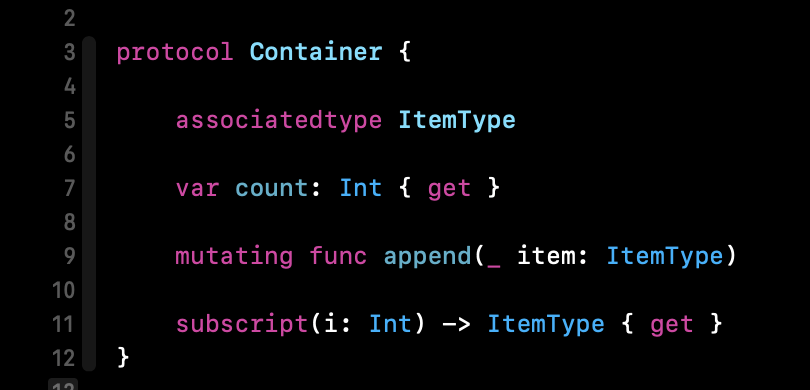 2
3 protocol Container {
4
5 associatedtype ItemType
6
7 var count: Int { get }
8
9 mutating func append(_ item: ItemType)
10
11 subscript(i: Int) -> ItemType { get }
12 }
13